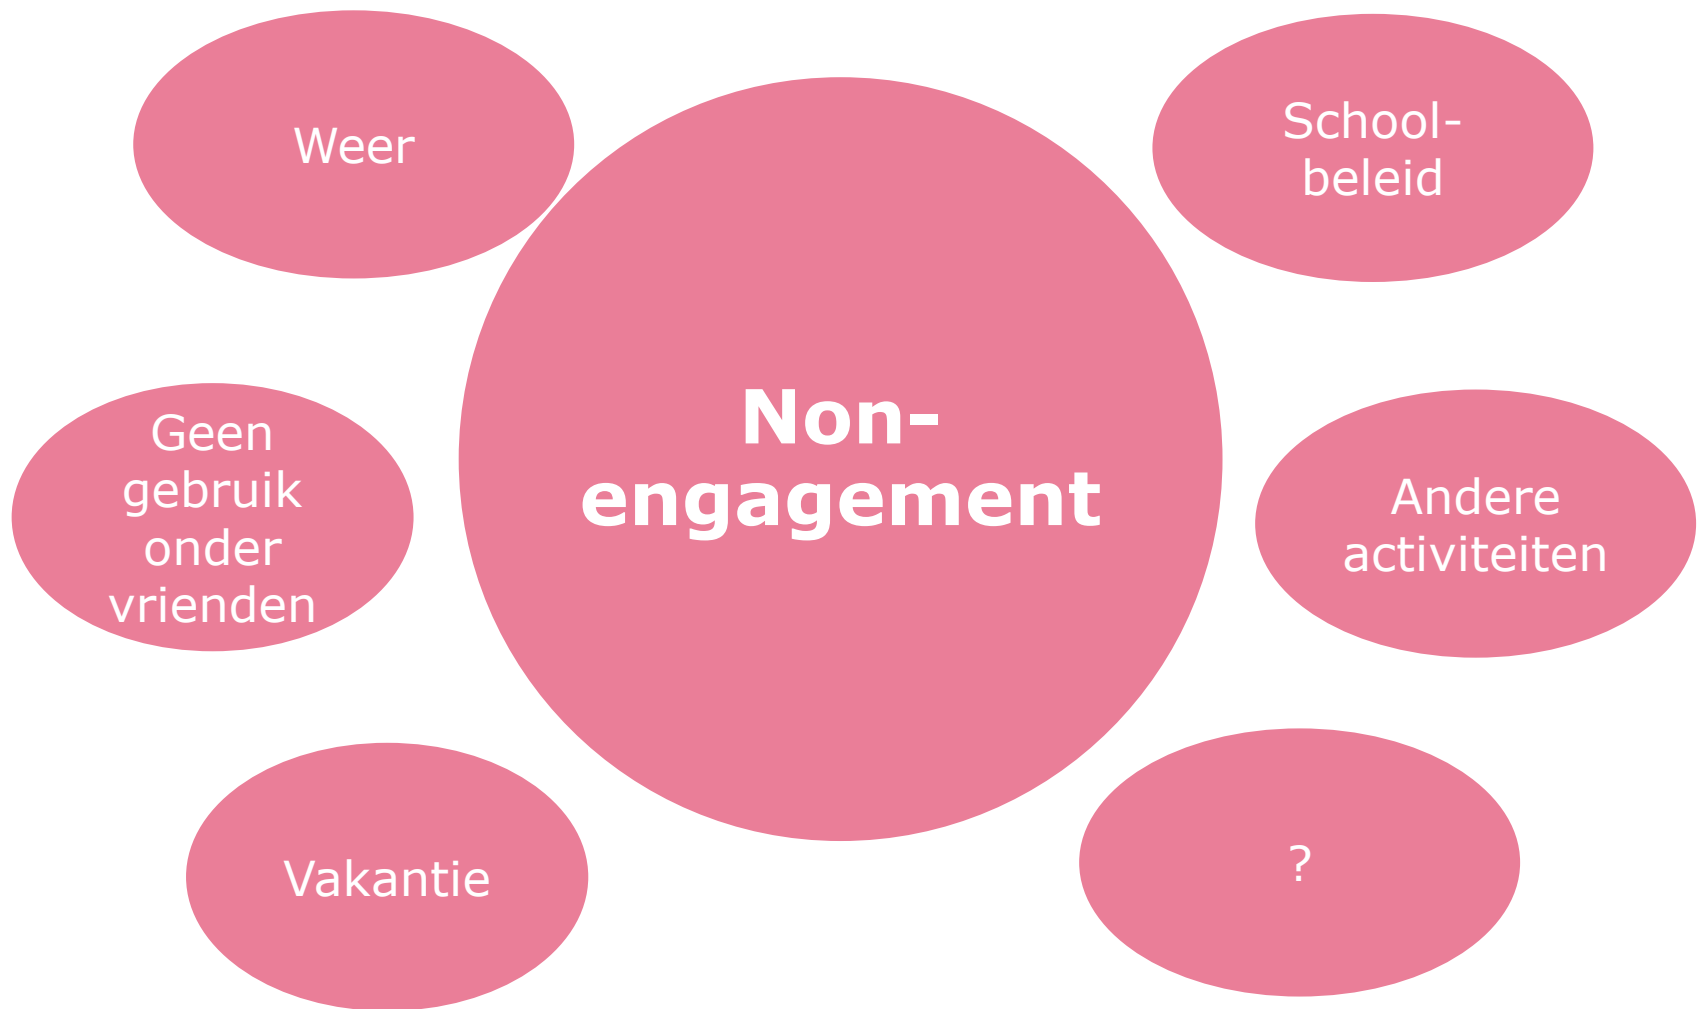 Weer
School-
beleid
Non-
engagement
Geen
gebruik
onder
vrienden
Andere
activiteiten
Vakantie
?